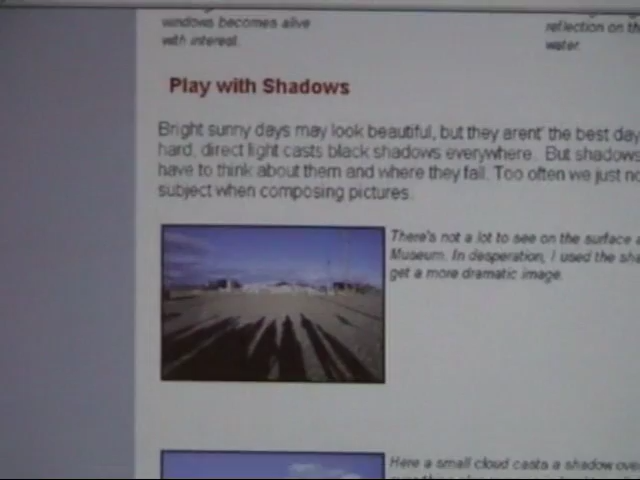 windows becomes alive
with interest.
reflection on th
water.
Play with Shadows
Bright sunny days may look beautiful, but they arent' the best day
hard, direct light casts black shadows everywhere. But shadows
have to think about them and where they fall. Too often we just no
subject when composing pictures.
There's not a lot to see on the surface a
Museum. In desperation, I used the sha
get a more dramatic image.
Here a small cloud casts a shadow over